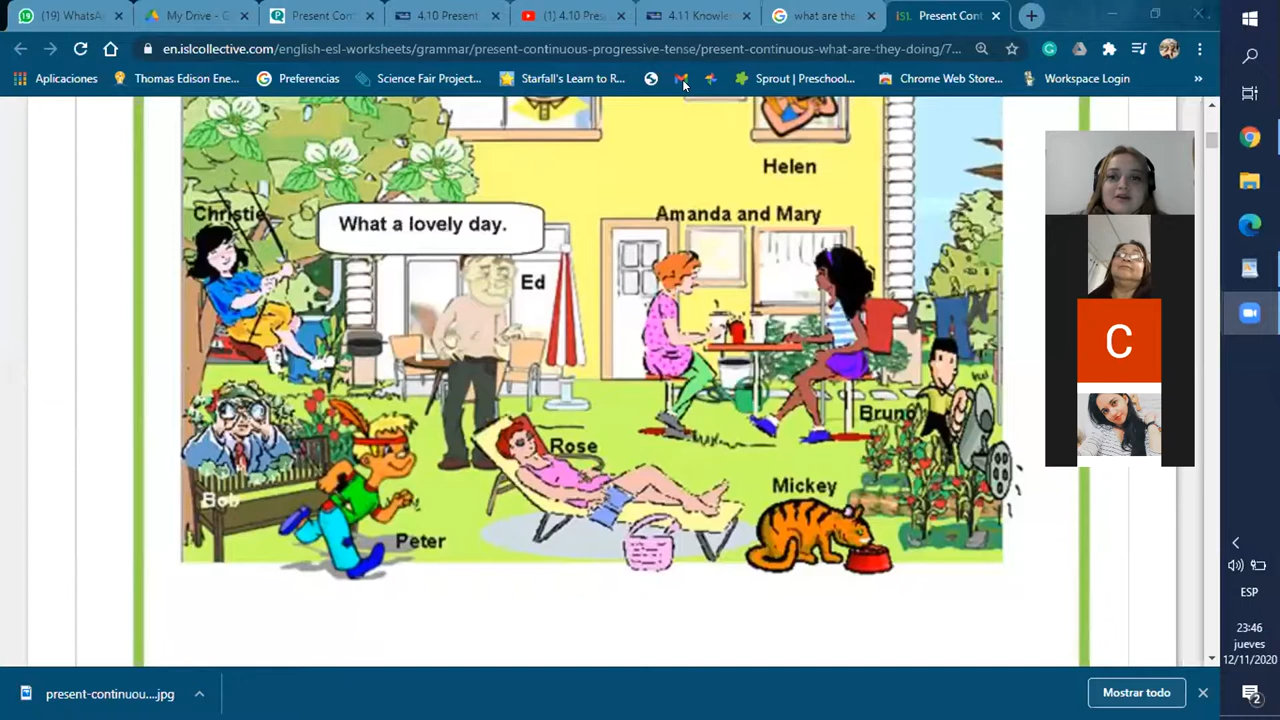 (19) WhatsA
My Drive - G
Present Con
4.10 Present
(1) 4.10 Pres
4.11 Knowle
what are the
iSL
Present Cont
en.islcollective.com/english-esl-worksheets/grammar/present-continuous-progressive-tense/present-continuous-what-are-they-doing/7...
Aplicaciones
Thomas Edison Ene...
Preferencias
Science Fair Project...
Starfall's Learn to R...
Sprout | Preschool...
Chrome Web Store...
Workspace Login
»
Helen
Christie
What a lovely day.
Amanda and Mary
Ed
C
Bruno
Rose
Mickey
Bob
Peter
ESP
23:46
jueves
12/11/2020
2
present-continuou....jpg
Mostrar todo